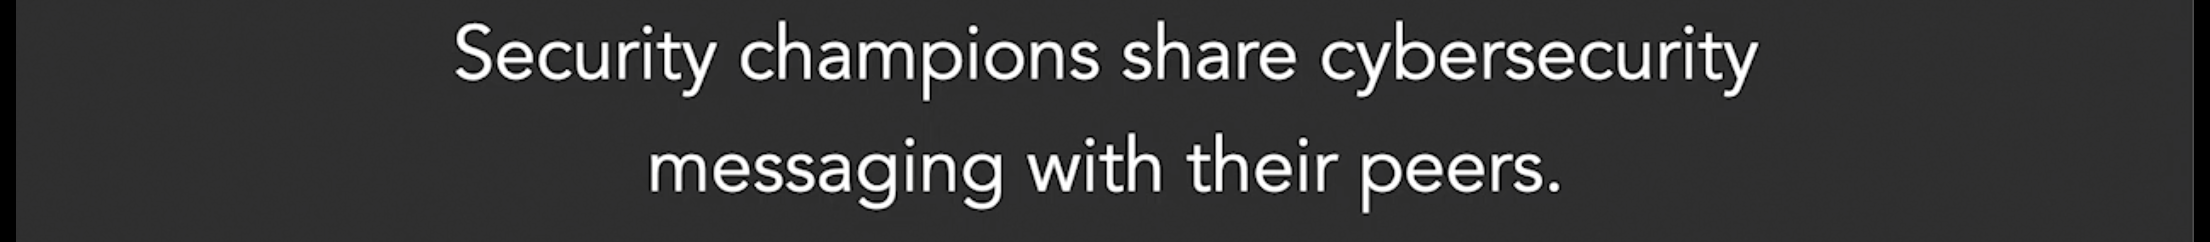 Security champions share cybersecurity
messaging with their peers.